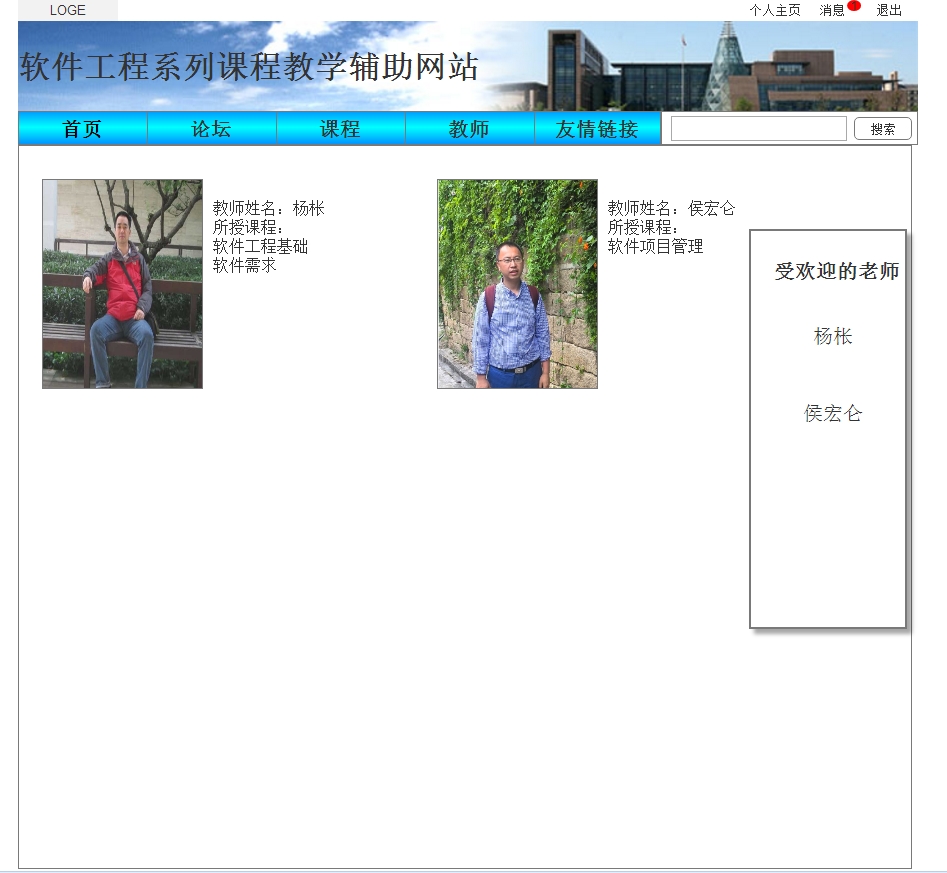 LOGE
个人主页 消息 退出
软件工程系列课程教学辅助网站
首页 论坛 课程 教师 友情链接 搜索
教师姓名：杨枨
所授课程：
软件工程基础
软件需求
教师姓名：侯宏仑
所授课程：
软件项目管理
受欢迎的老师
杨枨
侯宏仑